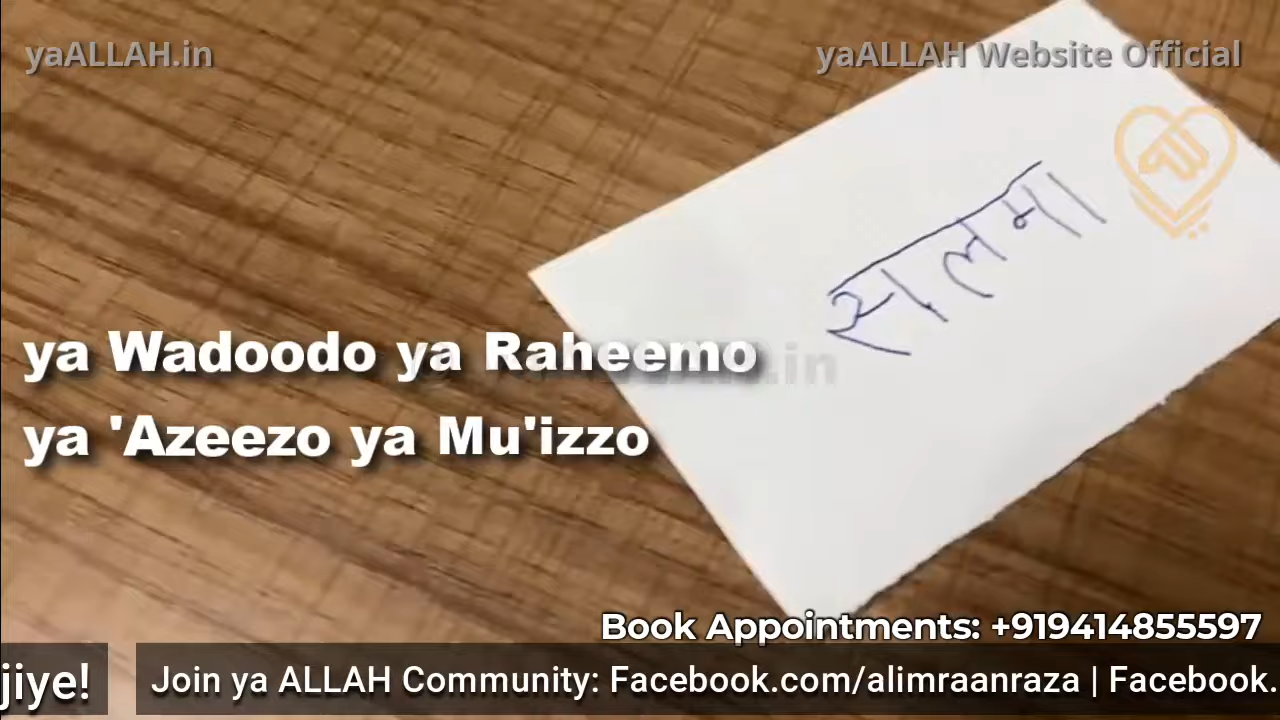 yaALLAH.in
yaALLAH Website Official
सलमा
ya Wadoodo ya Raheemo
ya 'Azeezo ya Mu'izzo
Book Appointments: +919414855597
jiye!
Join ya ALLAH Community: Facebook.com/alimraanraza | Facebook.